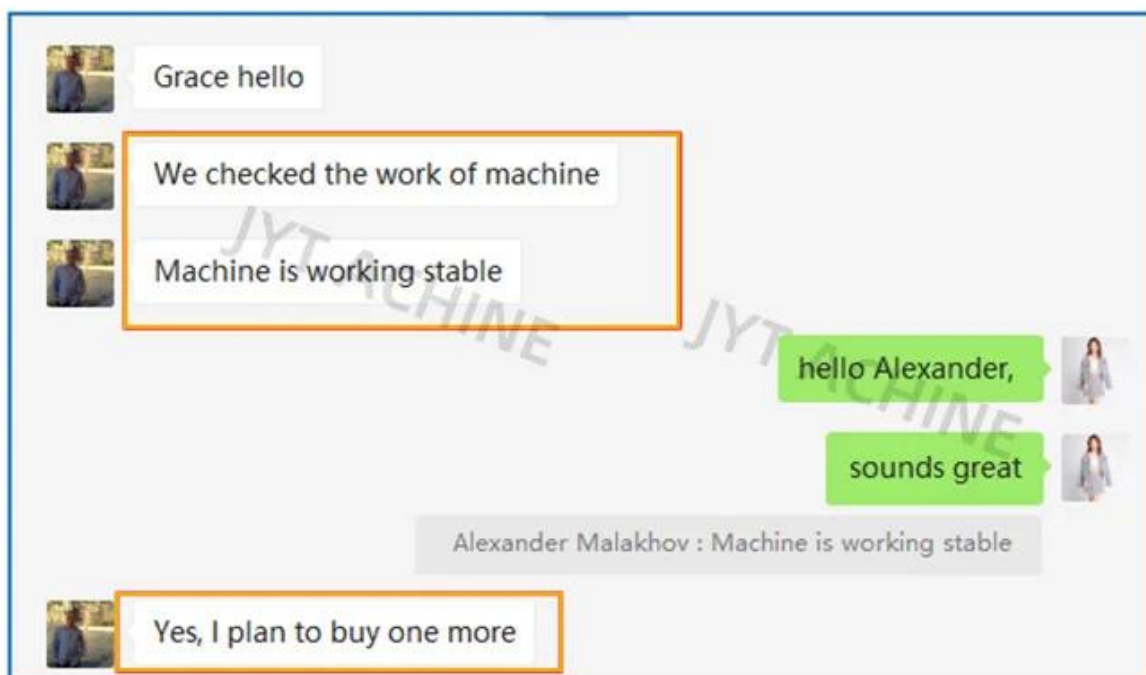 Grace hello
We checked the work of machine
Machine is working stable
JYT ACHINE
JYT ACHINE
hello Alexander,
sounds great
Alexander Malakhov : Machine is working stable
Yes, I plan to buy one more